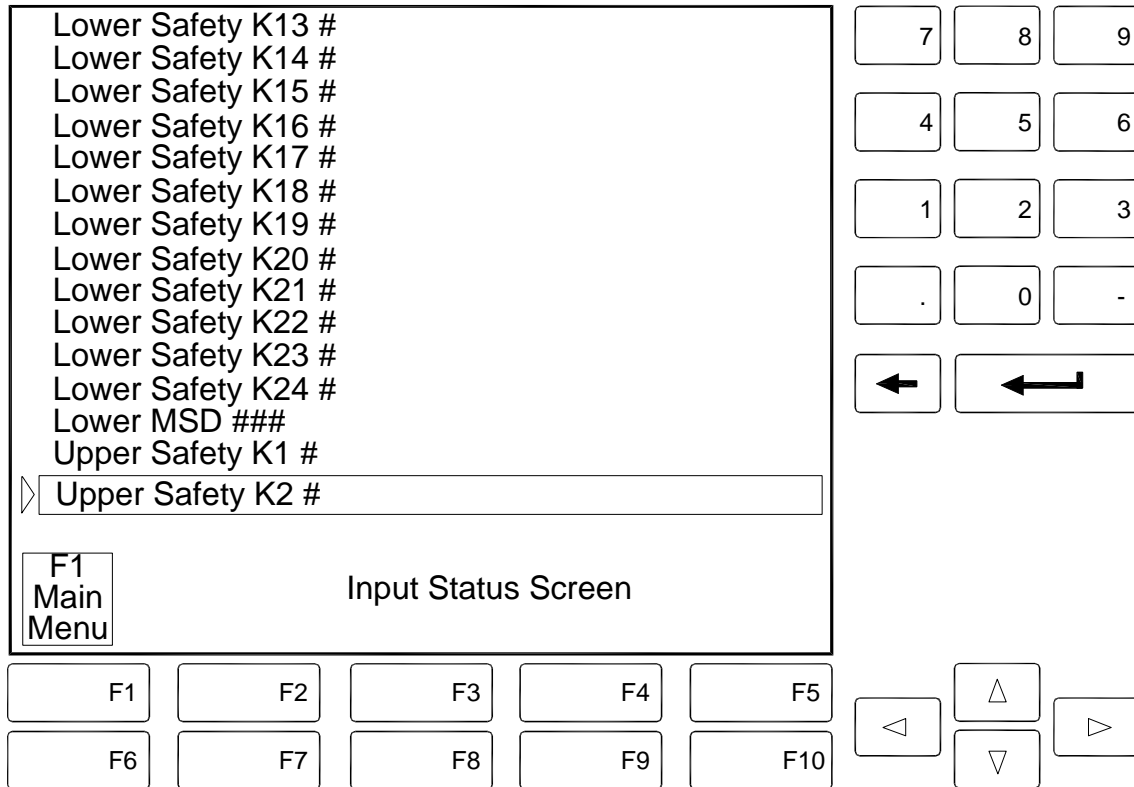 Lower Safety K13 #
Lower Safety K14 #
Lower Safety K15 #
Lower Safety K16 #
Lower Safety K17 #
Lower Safety K18 #
Lower Safety K19 #
Lower Safety K20 #
Lower Safety K21 #
Lower Safety K22 #
Lower Safety K23 #
Lower Safety K24 #
Lower MSD ###
Upper Safety K1 #
Upper Safety K2 #
F1
Main
Menu
Input Status Screen
F1 F2 F3 F4 F5
F6 F7 F8 F9 F10
7 8 9
4 5 6
1 2 3
. 0 -